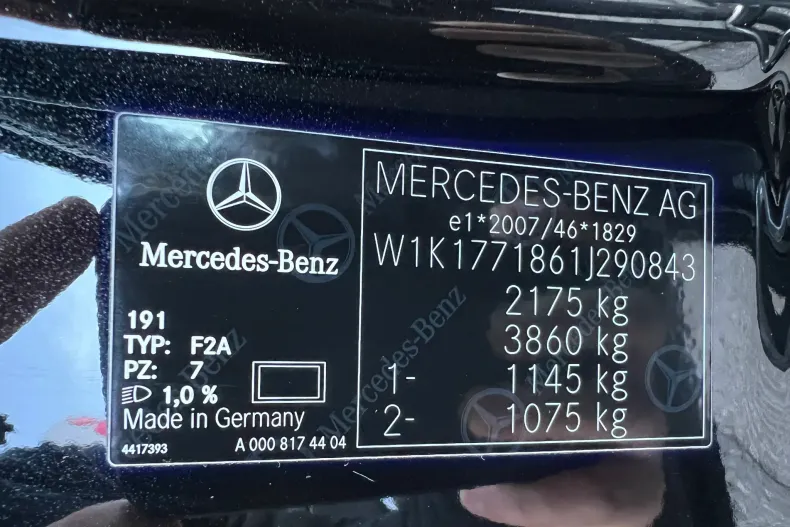 Mercedes-Benz
191
TYP: F2A
PZ: 7
1,0 %
Made in Germany
4417393 A 000 817 44 04
MERCEDES-BENZ AG
e1*2007/46*1829
W1K1771861J290843
2175 kg
3860 kg
1- 1145 kg
2- 1075 kg